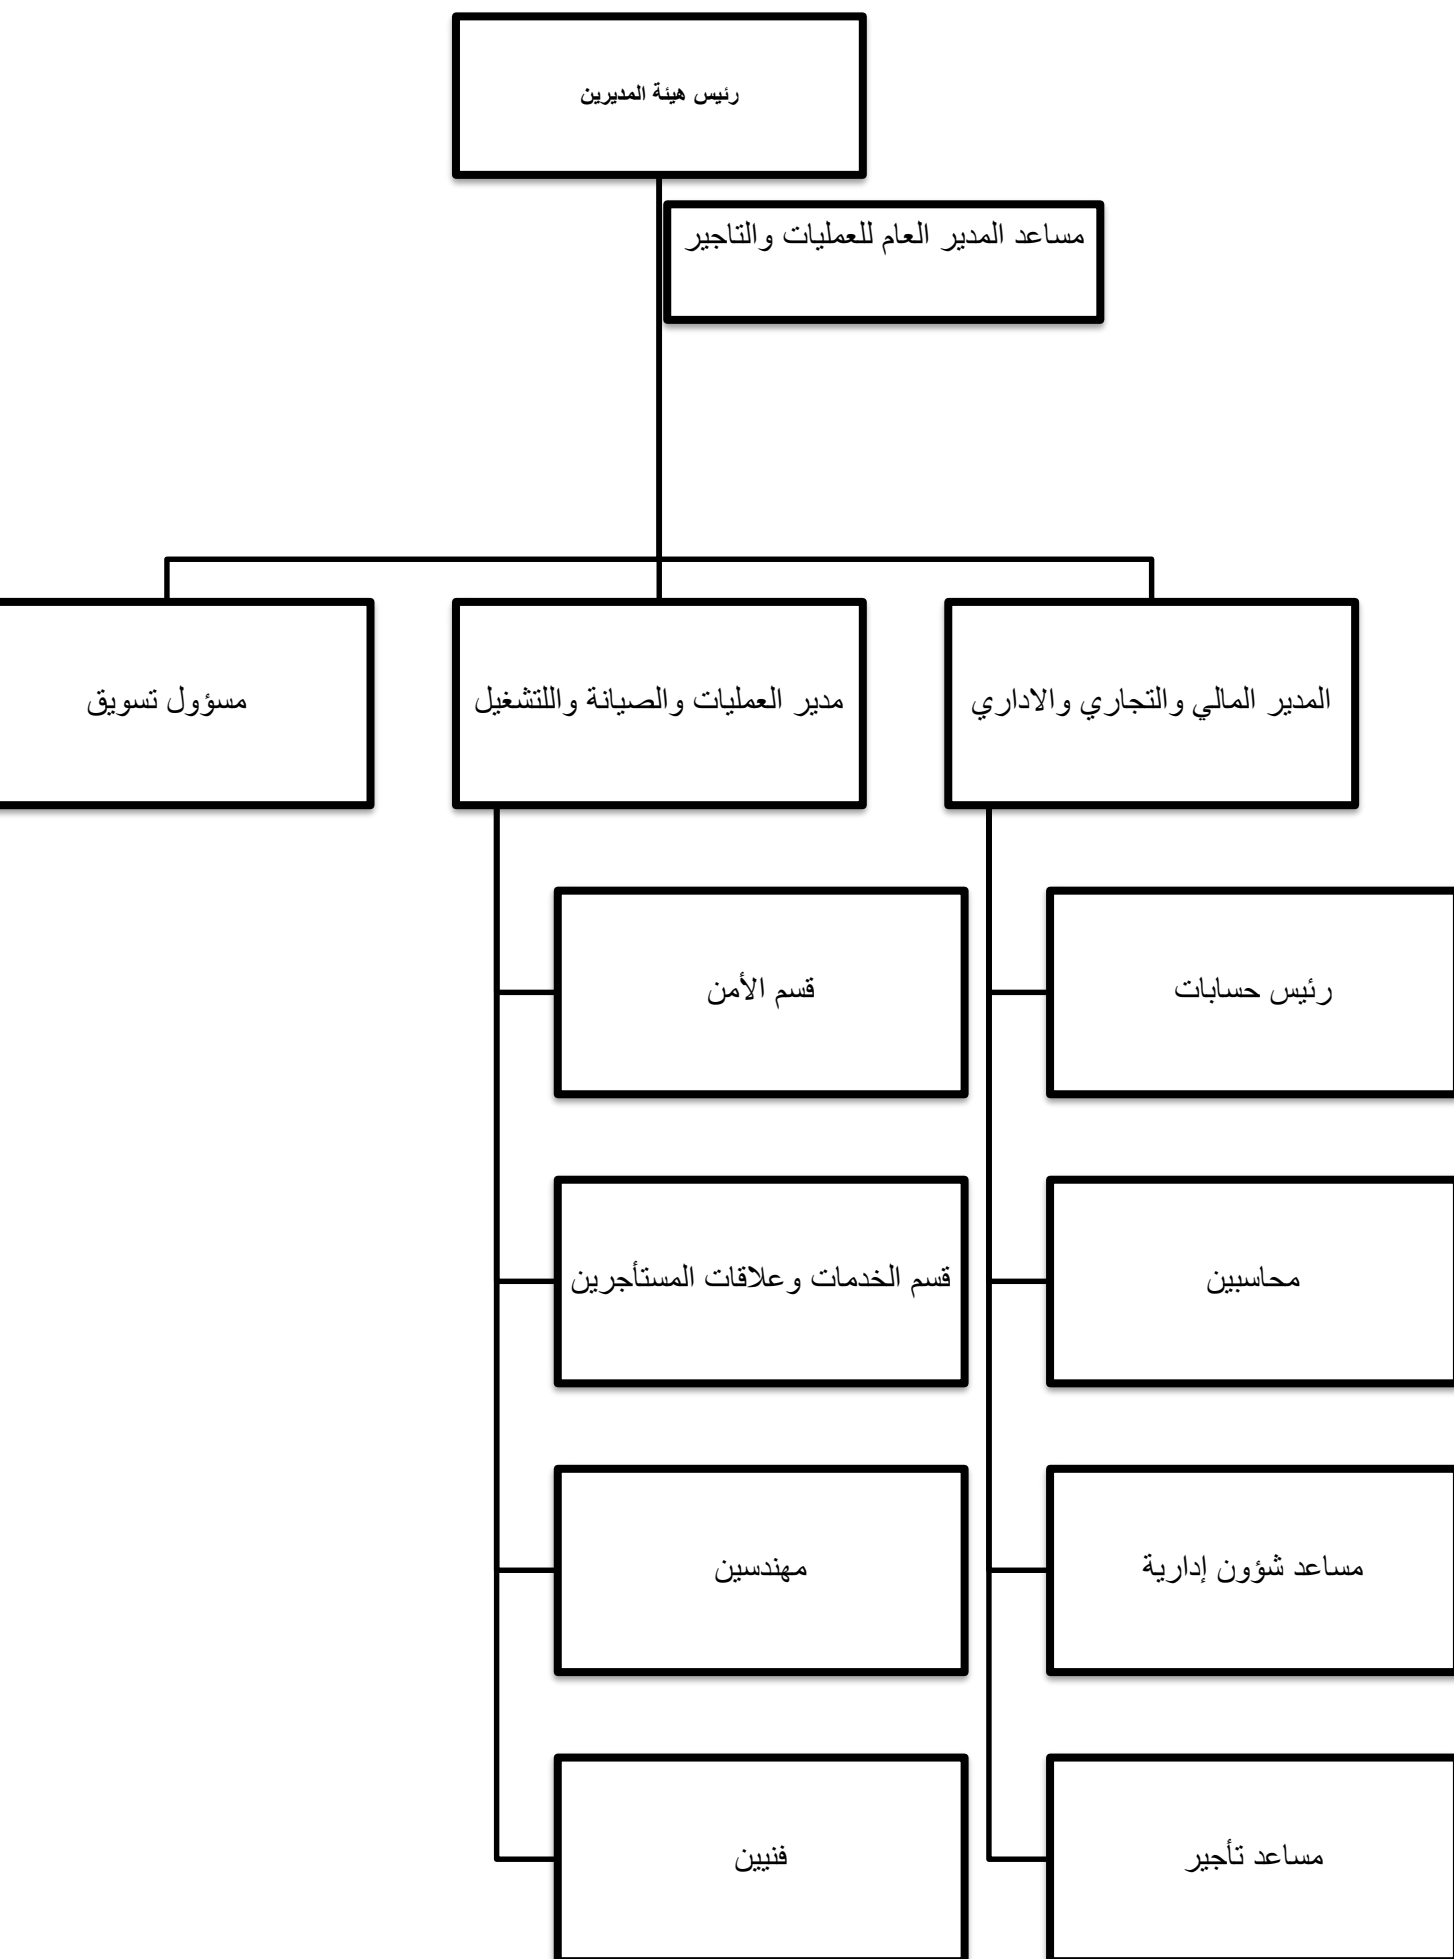 رئيس هيئة المديرين
مساعد المدير العام للعمليات والتاجير
المدير المالي والتجاري والاداري
مدير العمليات والصيانة واللتشغيل
مسؤول تسويق
رئيس حسابات
قسم الأمن
محاسبين
قسم الخدمات وعلاقات المستأجرين
مساعد شؤون إدارية
مهندسين
مساعد تأجير
فنيين